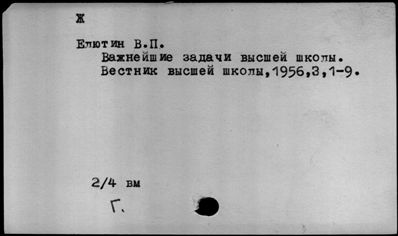 Ж
Елютин В.П.
Важнейшие задачи высшей школы.
Вестник высшей школы,1956,3,1-9.
2/4 вм
Г.